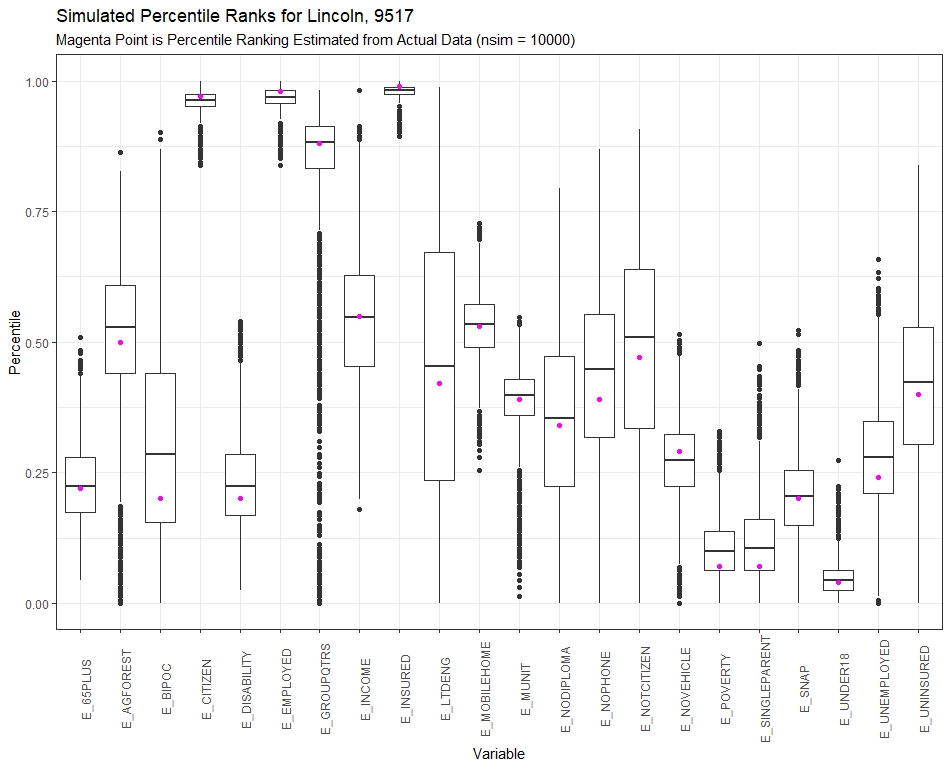 Simulated Percentile Ranks for Lincoln, 9517
Magenta Point is Percentile Ranking Estimated from Actual Data (nsim = 10000)
1.00
0.75
0.50
0.25
0.00
Percentile
E_65PLUS
E_AGFOREST
E_BIPOC
E_CITIZEN
E_DISABILITY
E_EMPLOYED
E_GROUPQTRS
E_INCOME
E_INSURED
E_LTDENG
E_MOBILEHOME
E_MUNIT
E_NODIPLOMA
E_NOPHONE
E_NOTCITIZEN
E_NOVEHICLE
E_POVERTY
E_SINGLEPARENT
E_SNAP
E_UNDER18
E_UNEMPLOYED
E_UNINSURED
Variable